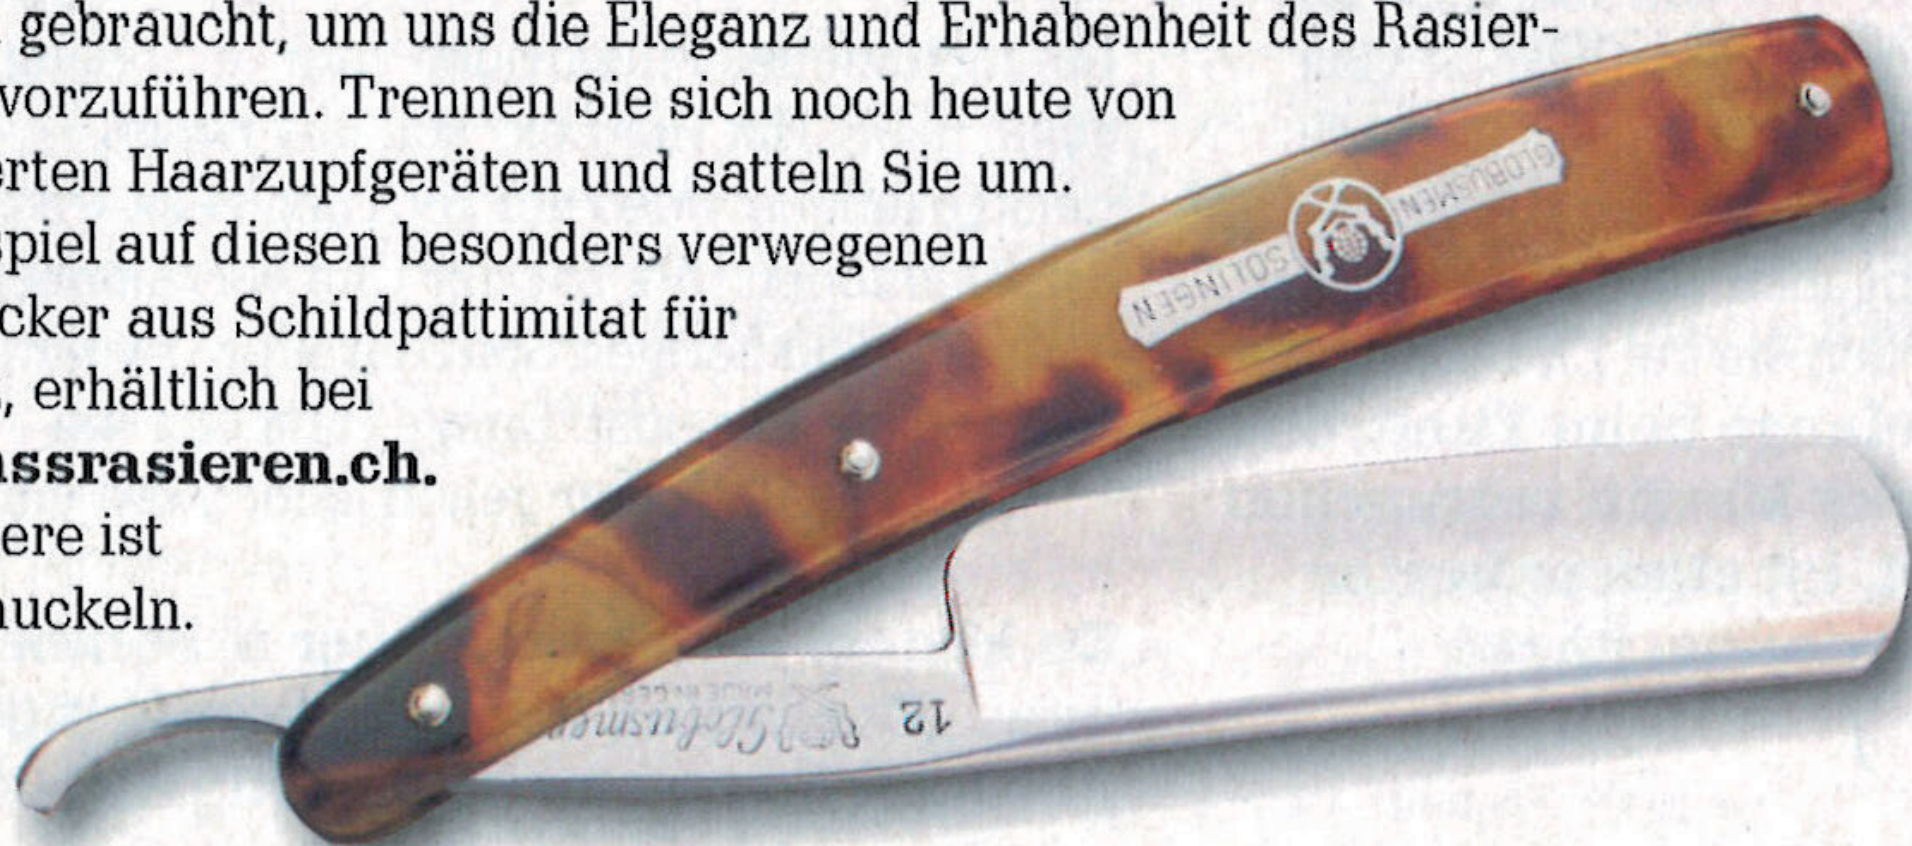 gebraucht, um uns die Eleganz und Erhabenheit des Rasier-
vorzuführen. Trennen Sie sich noch heute von
erten Haarzupfgeräten und satteln Sie um.
spiel auf diesen besonders verwegenen
cker aus Schildpattimitat für
, erhältlich bei
ssrasieren.ch.
ere ist
nuckeln.
GLOBUSMEN
SOLINGEN
Globusmen
12